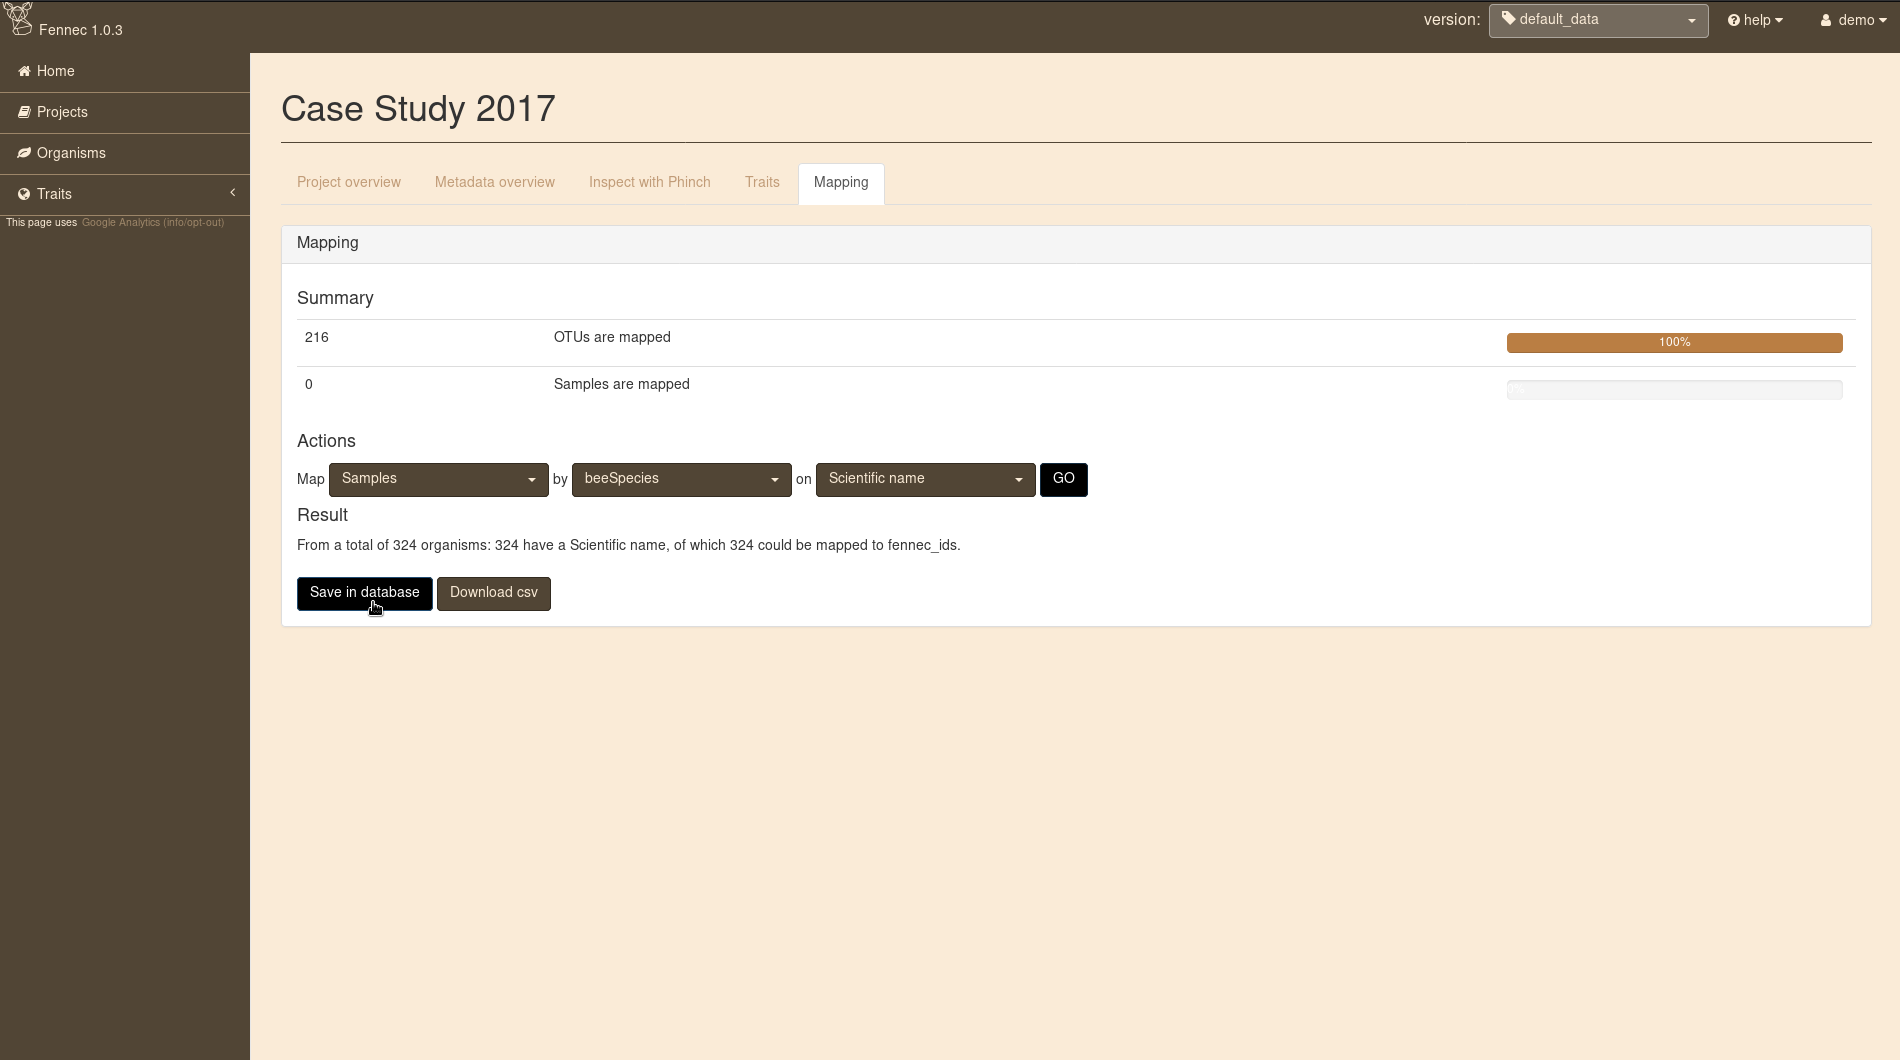 Fennec 1.0.3
version: default_data help demo
Home
Projects
Organisms
Traits
This page uses Google Analytics (info/opt-out)
Case Study 2017
Project overview Metadata overview Inspect with Phinch Traits Mapping
Mapping
Summary
216 OTUs are mapped 100%
0 Samples are mapped 0%
Actions
Map Samples by beeSpecies on Scientific name GO
Result
From a total of 324 organisms: 324 have a Scientific name, of which 324 could be mapped to fennec_ids.
Save in database Download csv